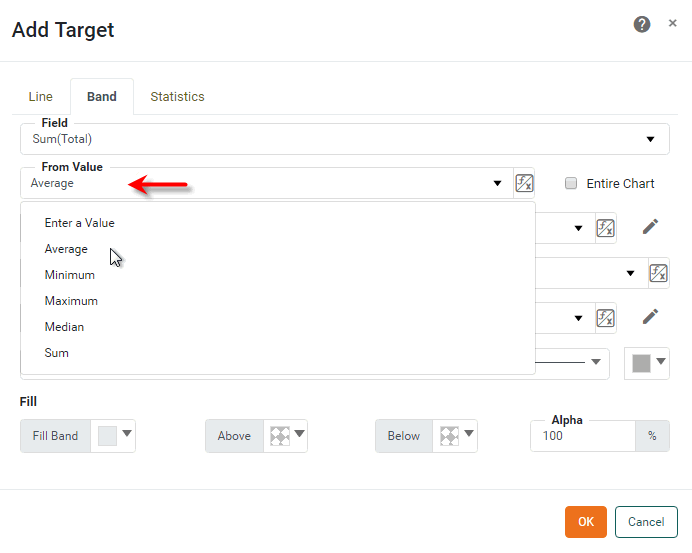 Add Target
Line Band Statistics
Field
Sum(Total)
From Value
Average
Entire Chart
Enter a Value
Average
Minimum
Maximum
Median
Sum
Fill
Fill Band
Above
Below
Alpha
100 %
OK Cancel